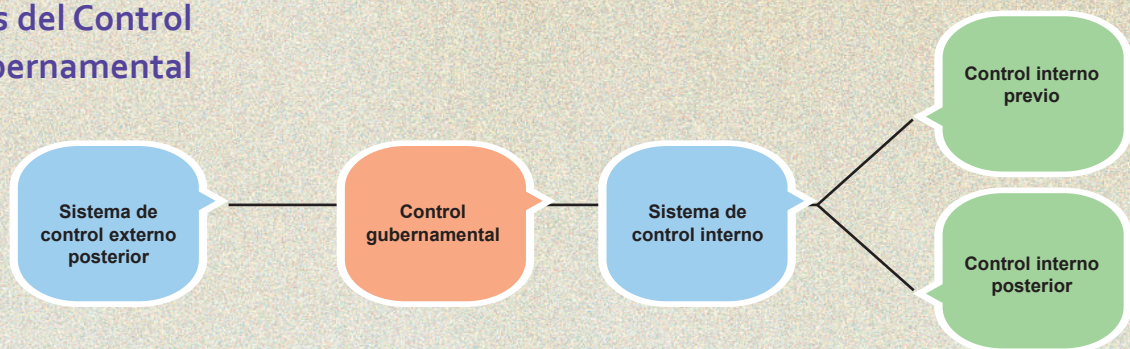 s del Control
bernamental
Sistema de
control externo
posterior
Control
gubernamental
Sistema de
control interno
Control interno
previo
Control interno
posterior